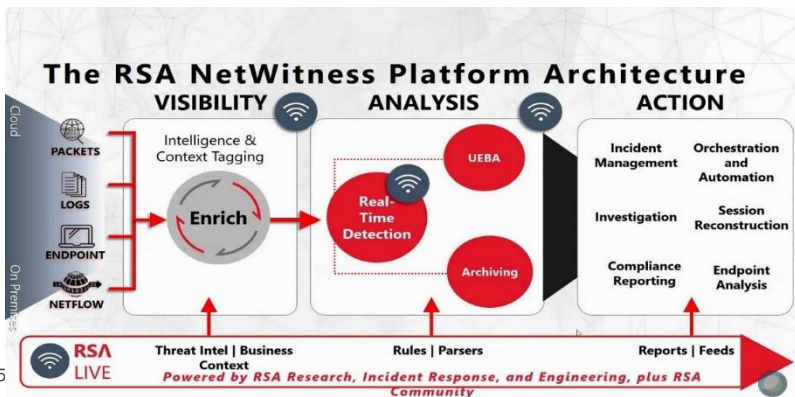 The RSA NetWitness Platform Architecture
VISIBILITY
ANALYSIS
ACTION
Cloud
On Premises
PACKETS
LOGS
ENDPOINT
NETFLOW
Intelligence &
Context Tagging
Enrich
Real-
Time
Detection
UEBA
Archiving
Incident
Management
Orchestration
and
Automation
Investigation
Session
Reconstruction
Compliance
Reporting
Endpoint
Analysis
RSA
LIVE
Threat Intel | Business
Context
Rules | Parsers
Reports | Feeds
Powered by RSA Research, Incident Response, and Engineering, plus RSA
Community
5